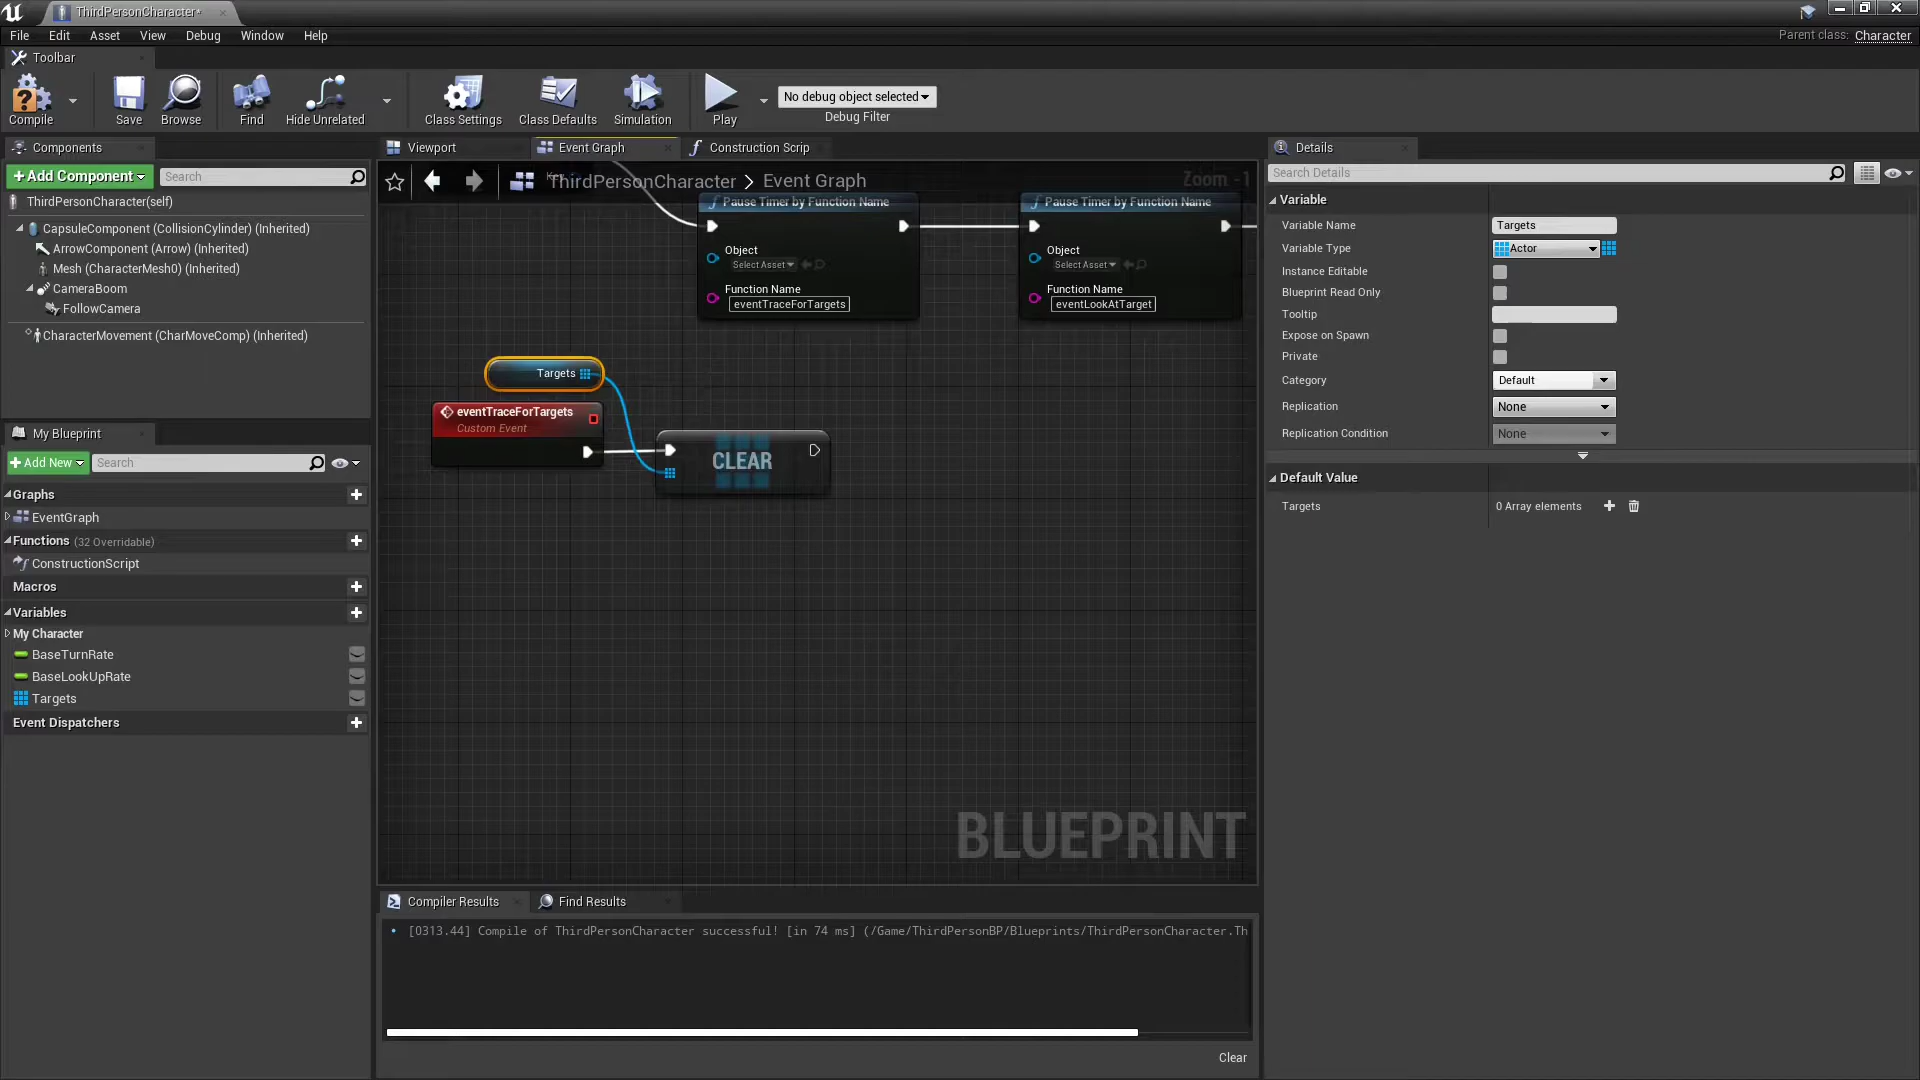 ThirdPersonCharacter*
File Edit Asset View Debug Window Help
Parent class: Character
Toolbar
Compile Save Browse Find Hide Unrelated Class Settings Class Defaults Simulation Play
No debug object selected
Debug Filter
Components
+ Add Component Search
ThirdPersonCharacter(self)
CapsuleComponent (CollisionCylinder) (Inherited)
ArrowComponent (Arrow) (Inherited)
Mesh (CharacterMesh0) (Inherited)
CameraBoom
FollowCamera
CharacterMovement (CharMoveComp) (Inherited)
My Blueprint
+ Add New Search
Graphs
EventGraph
Functions (32 Overridable)
ConstructionScript
Macros
Variables
My Character
BaseTurnRate
BaseLookUpRate
Targets
Event Dispatchers
Viewport Event Graph Construction Scrip
ThirdPersonCharacter > Event Graph
Zoom -1
Pause Timer by Function Name
Object
Select Asset
Function Name
eventTraceForTargets
Pause Timer by Function Name
Object
Select Asset
Function Name
eventLookAtTarget
Targets
eventTraceForTargets
Custom Event
CLEAR
BLUEPRINT
Compiler Results Find Results
[0313.44] Compile of ThirdPersonCharacter successful! [in 74 ms] (/Game/ThirdPersonBP/Blueprints/ThirdPersonCharacter.Th
Clear
Details
Search Details
Variable
Variable Name Targets
Variable Type Actor
Instance Editable
Blueprint Read Only
Tooltip
Expose on Spawn
Private
Category Default
Replication None
Replication Condition None
Default Value
Targets 0 Array elements